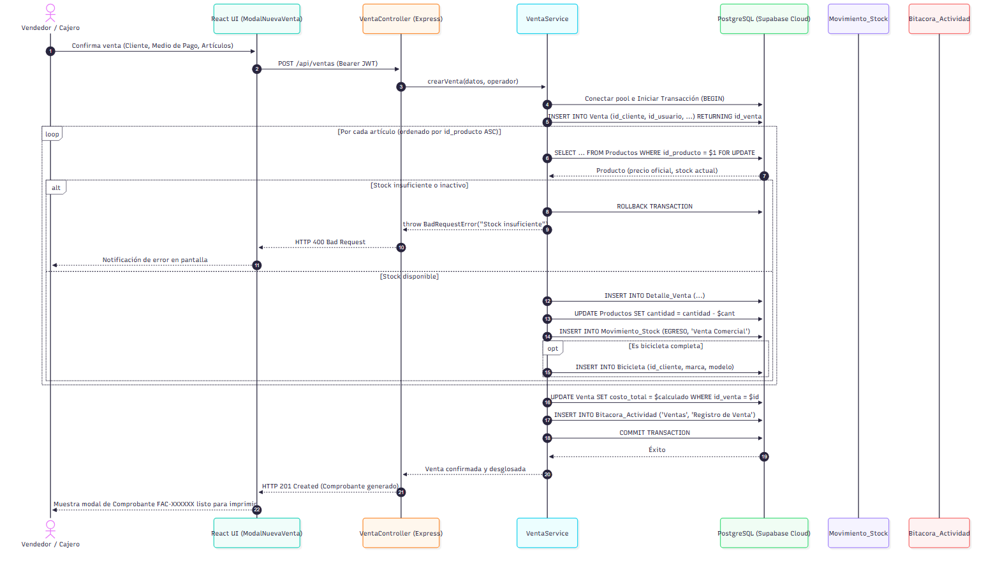 Vendedor / Cajero
React UI (ModalNuevaVenta)
VentaController (Express)
VentaService
PostgreSQL (Supabase Cloud)
Movimiento_Stock
Bitacora_Actividad
1 Confirma venta (Cliente, Medio de Pago, Artículos)
2 POST /api/ventas (Bearer JWT)
3 crearVenta(datos, operador)
4 Conectar pool e Iniciar Transacción (BEGIN)
5 INSERT INTO Venta (id_cliente, id_usuario, ...) RETURNING id_venta
loop [Por cada artículo (ordenado por id_producto ASC)]
6 SELECT ... FROM Productos WHERE id_producto = $1 FOR UPDATE
Producto (precio oficial, stock actual) 7
alt [Stock insuficiente o inactivo]
8 ROLLBACK TRANSACTION
throw BadRequestError("Stock insuficiente") 9
HTTP 400 Bad Request 10
Notificación de error en pantalla 11
[Stock disponible]
12 INSERT INTO Detalle_Venta (...)
13 UPDATE Productos SET cantidad = cantidad - $cant
14 INSERT INTO Movimiento_Stock (EGRESO, 'Venta Comercial')
opt [Es bicicleta completa]
15 INSERT INTO Bicicleta (id_cliente, marca, modelo)
16 UPDATE Venta SET costo_total = $calculado WHERE id_venta = $id
17 INSERT INTO Bitacora_Actividad ('Ventas', 'Registro de Venta')
18 COMMIT TRANSACTION
Éxito 19
Venta confirmada y desglosada 20
HTTP 201 Created (Comprobante generado) 21
Muestra modal de Comprobante FAC-XXXXXX listo para imprimir 22
Vendedor / Cajero
React UI (ModalNuevaVenta)
VentaController (Express)
VentaService
PostgreSQL (Supabase Cloud)
Movimiento_Stock
Bitacora_Actividad